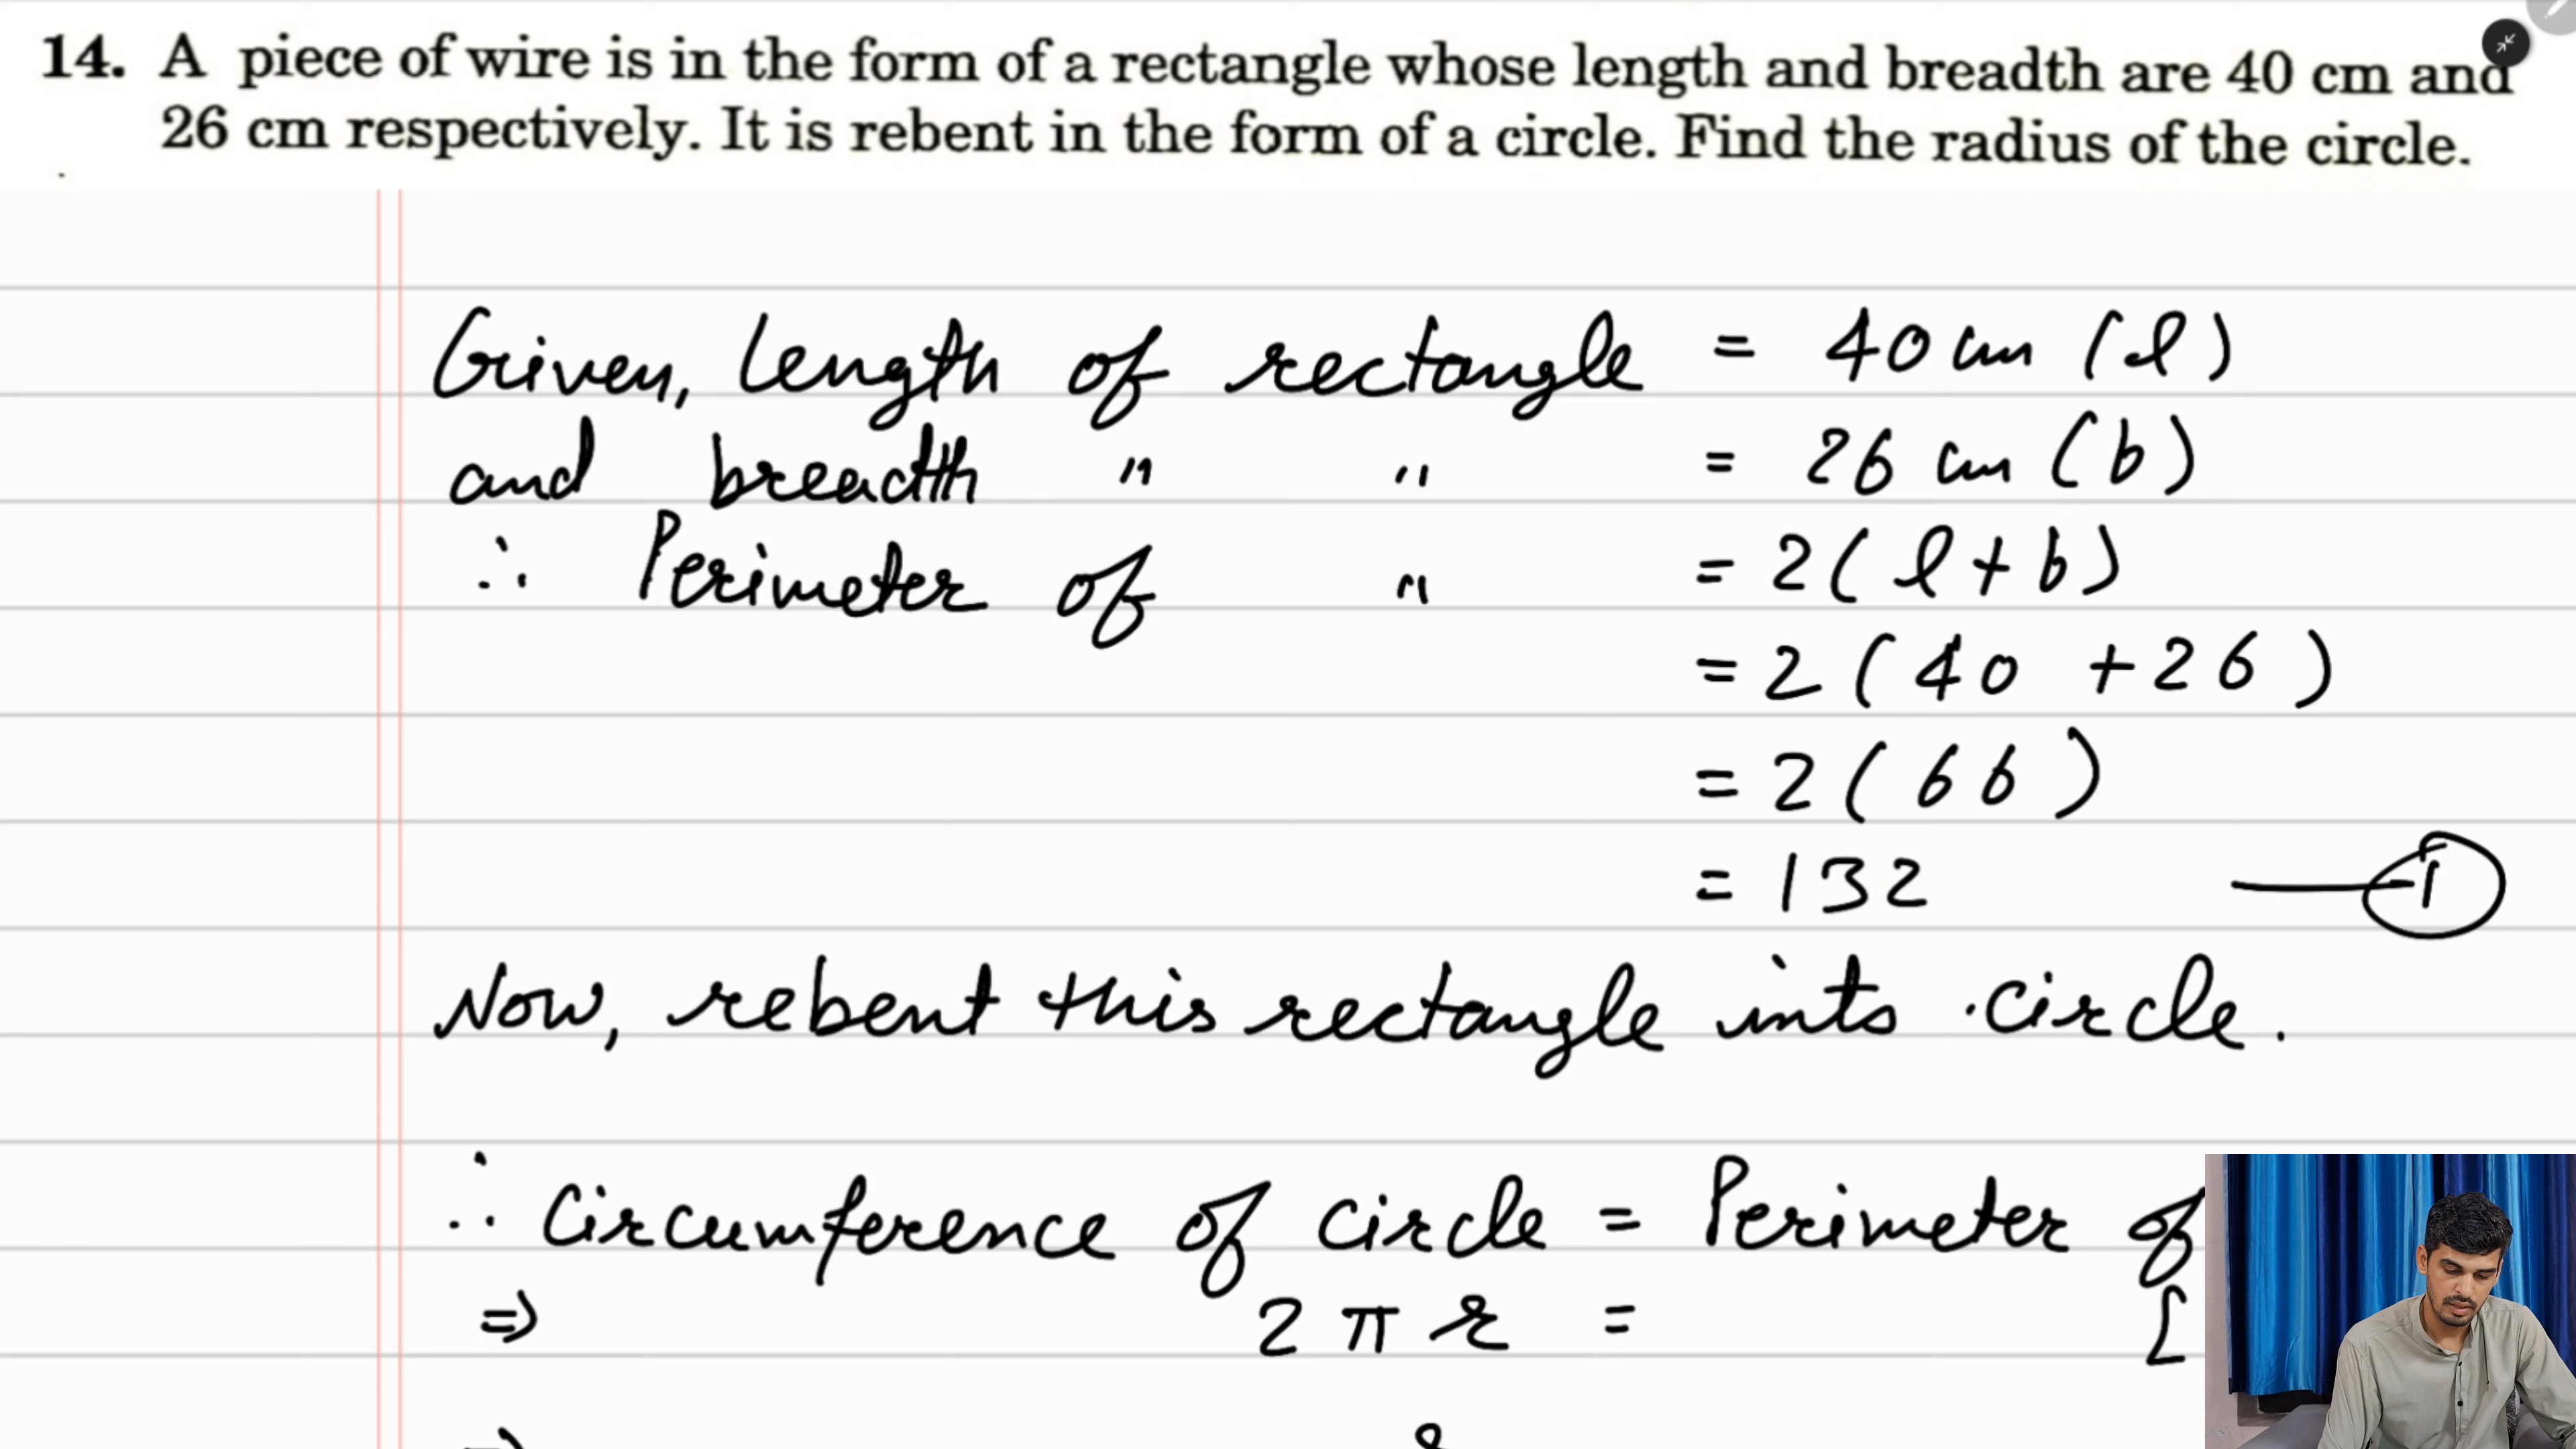 14. A piece of wire is in the form of a rectangle whose length and breadth are 40 cm and
26 cm respectively. It is rebent in the form of a circle. Find the radius of the circle.
Given, length of rectangle = 40 cm (l)
and breadth " " = 26 cm (b)
∴ Perimeter of " = 2(l+b)
= 2(40 +26)
= 2(66)
= 132 —— 1
Now, rebent this rectangle into circle.
∴ Circumference of circle = Perimeter of
⇒ 2πr = [
⇒